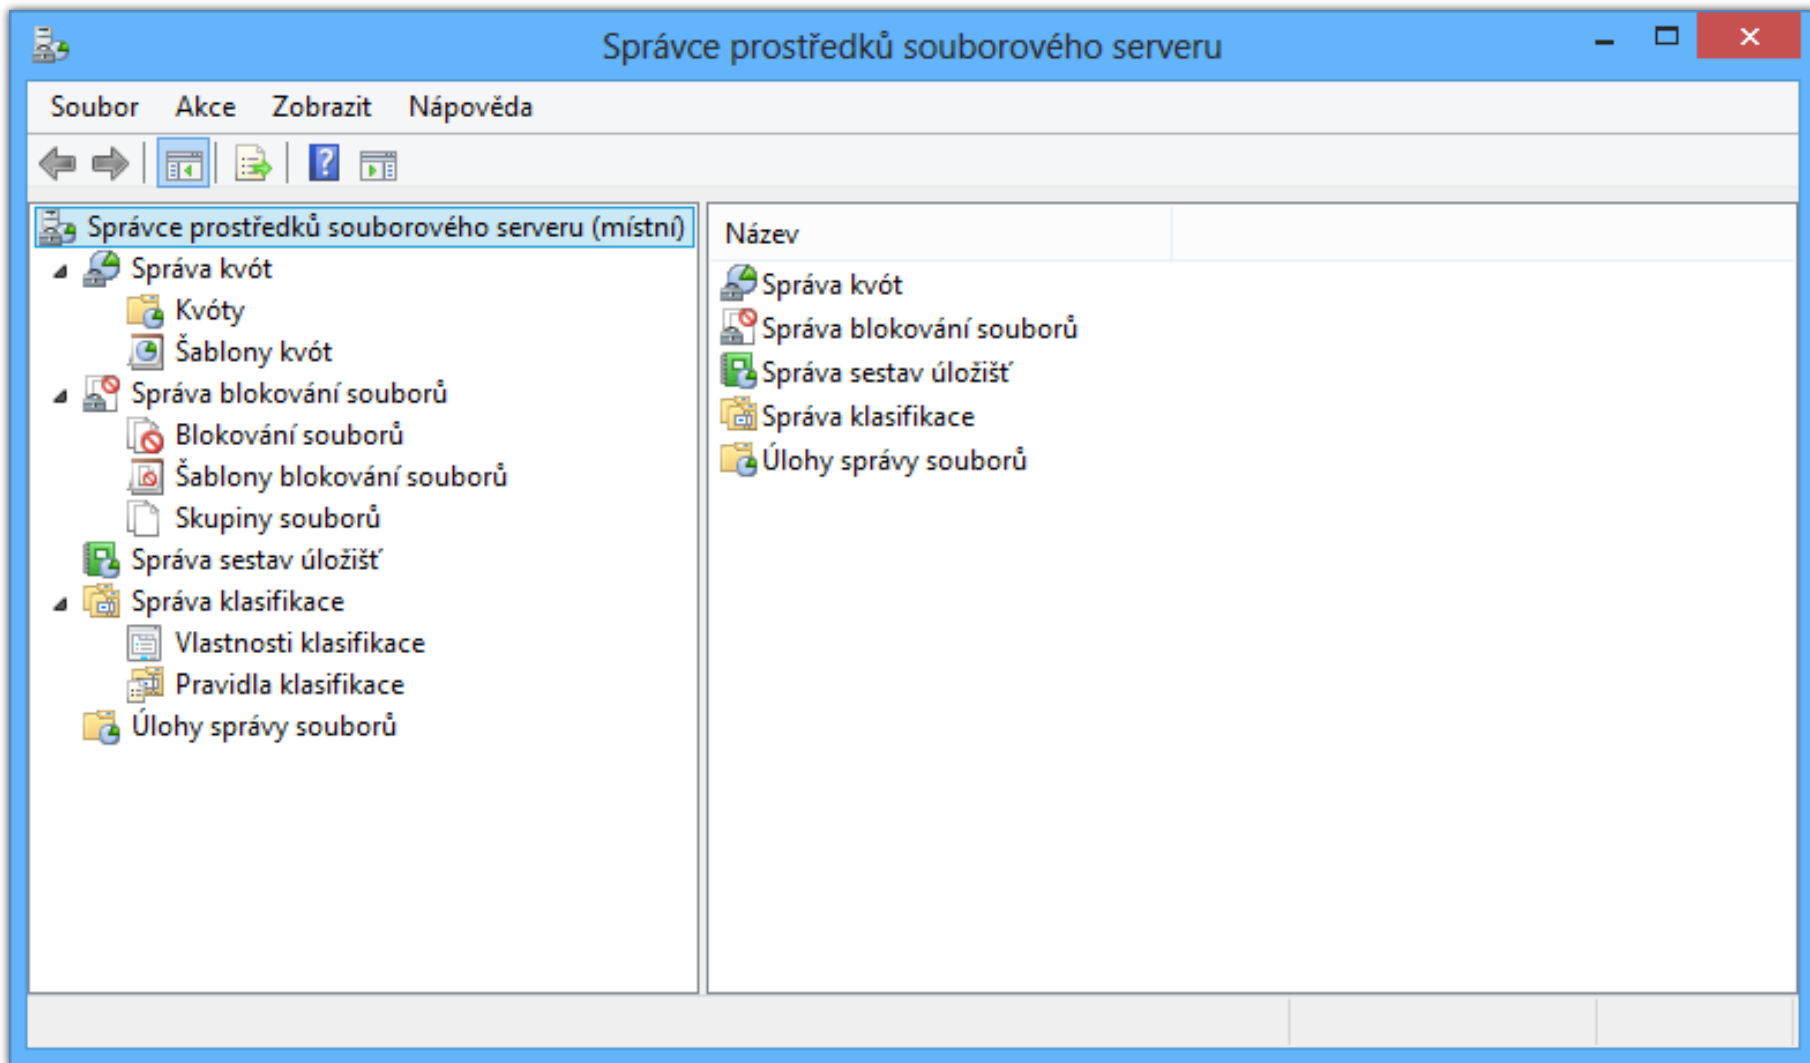 Správce prostředků souborového serveru
Soubor Akce Zobrazit Nápověda
Správce prostředků souborového serveru (místní)
Správa kvót
Kvóty
Šablony kvót
Správa blokování souborů
Blokování souborů
Šablony blokování souborů
Skupiny souborů
Správa sestav úložišť
Správa klasifikace
Vlastnosti klasifikace
Pravidla klasifikace
Úlohy správy souborů
Název
Správa kvót
Správa blokování souborů
Správa sestav úložišť
Správa klasifikace
Úlohy správy souborů